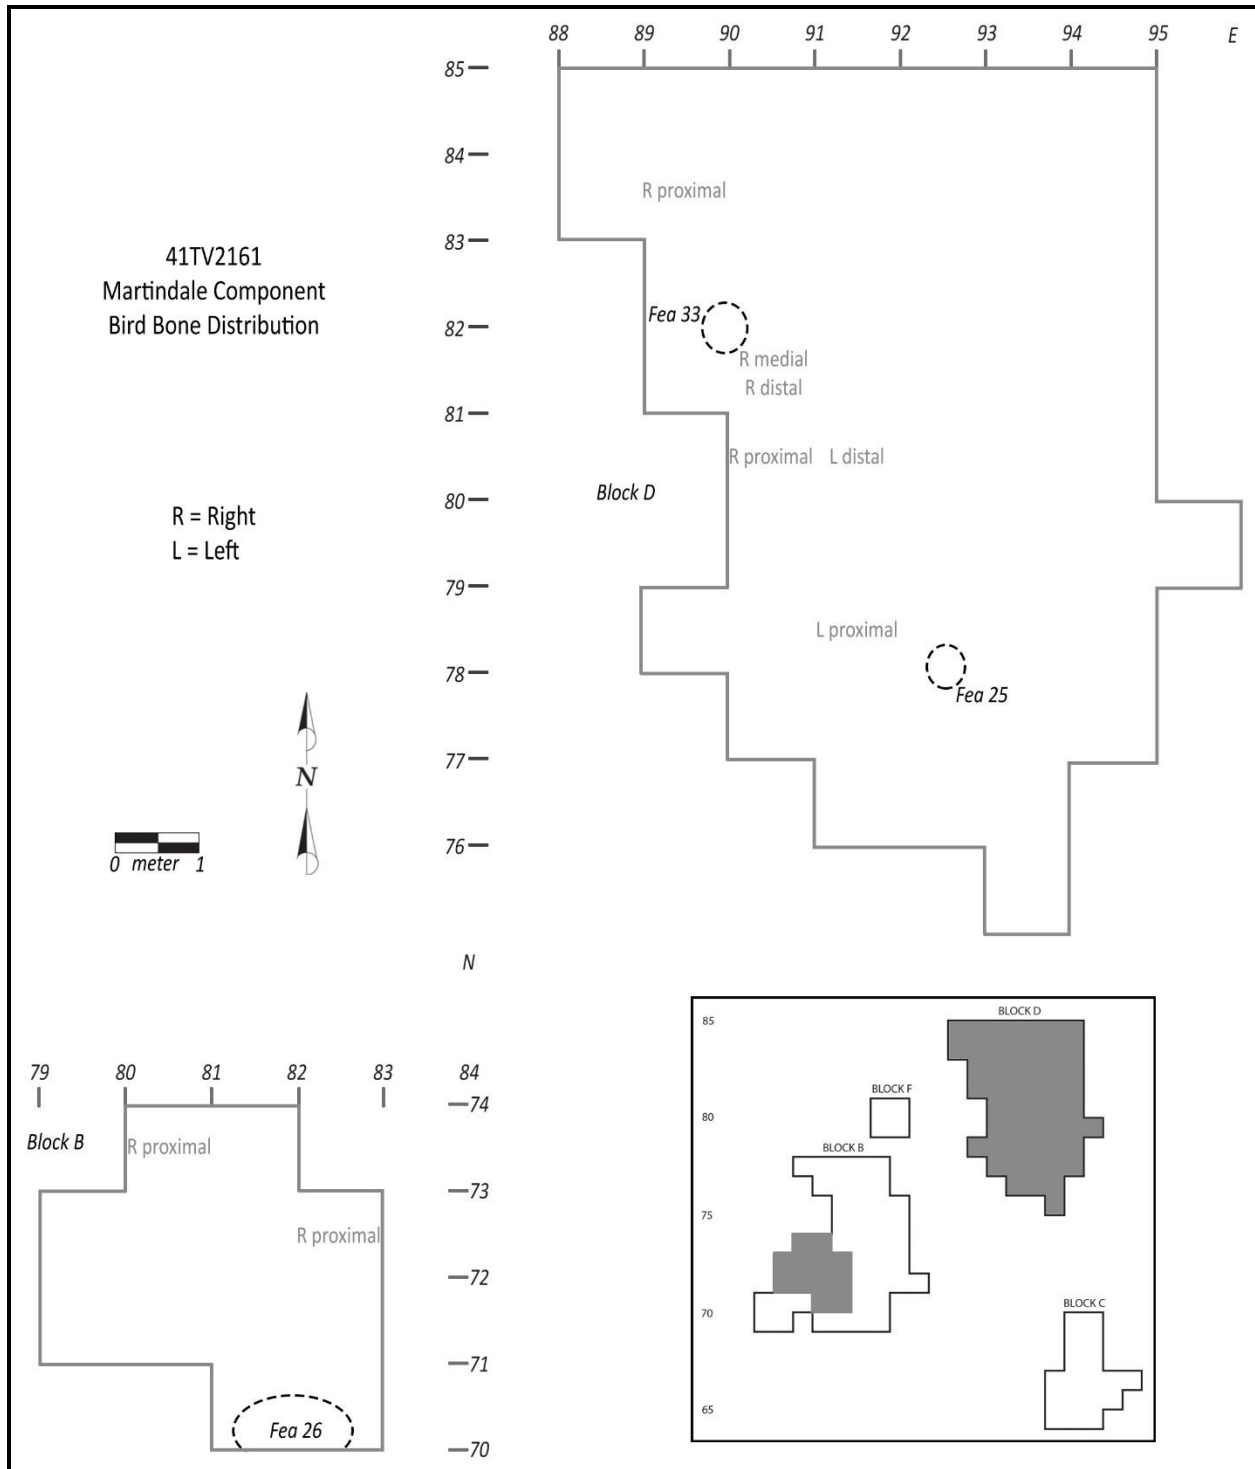 88 89 90 91 92 93 94 95 E
85
84
R proximal
83
41TV2161
Martindale Component
Bird Bone Distribution
Fea 33
82
R medial
R distal
81
R proximal L distal
Block D
80
R = Right
L = Left
79
L proximal
78
Fea 25
77
N
76
0 meter 1
N
79 80 81 82 83 84
74
Block B
R proximal
73
R proximal
72
71
Fea 26
70
BLOCK D
85
BLOCK F
80
BLOCK B
75
70
BLOCK C
65